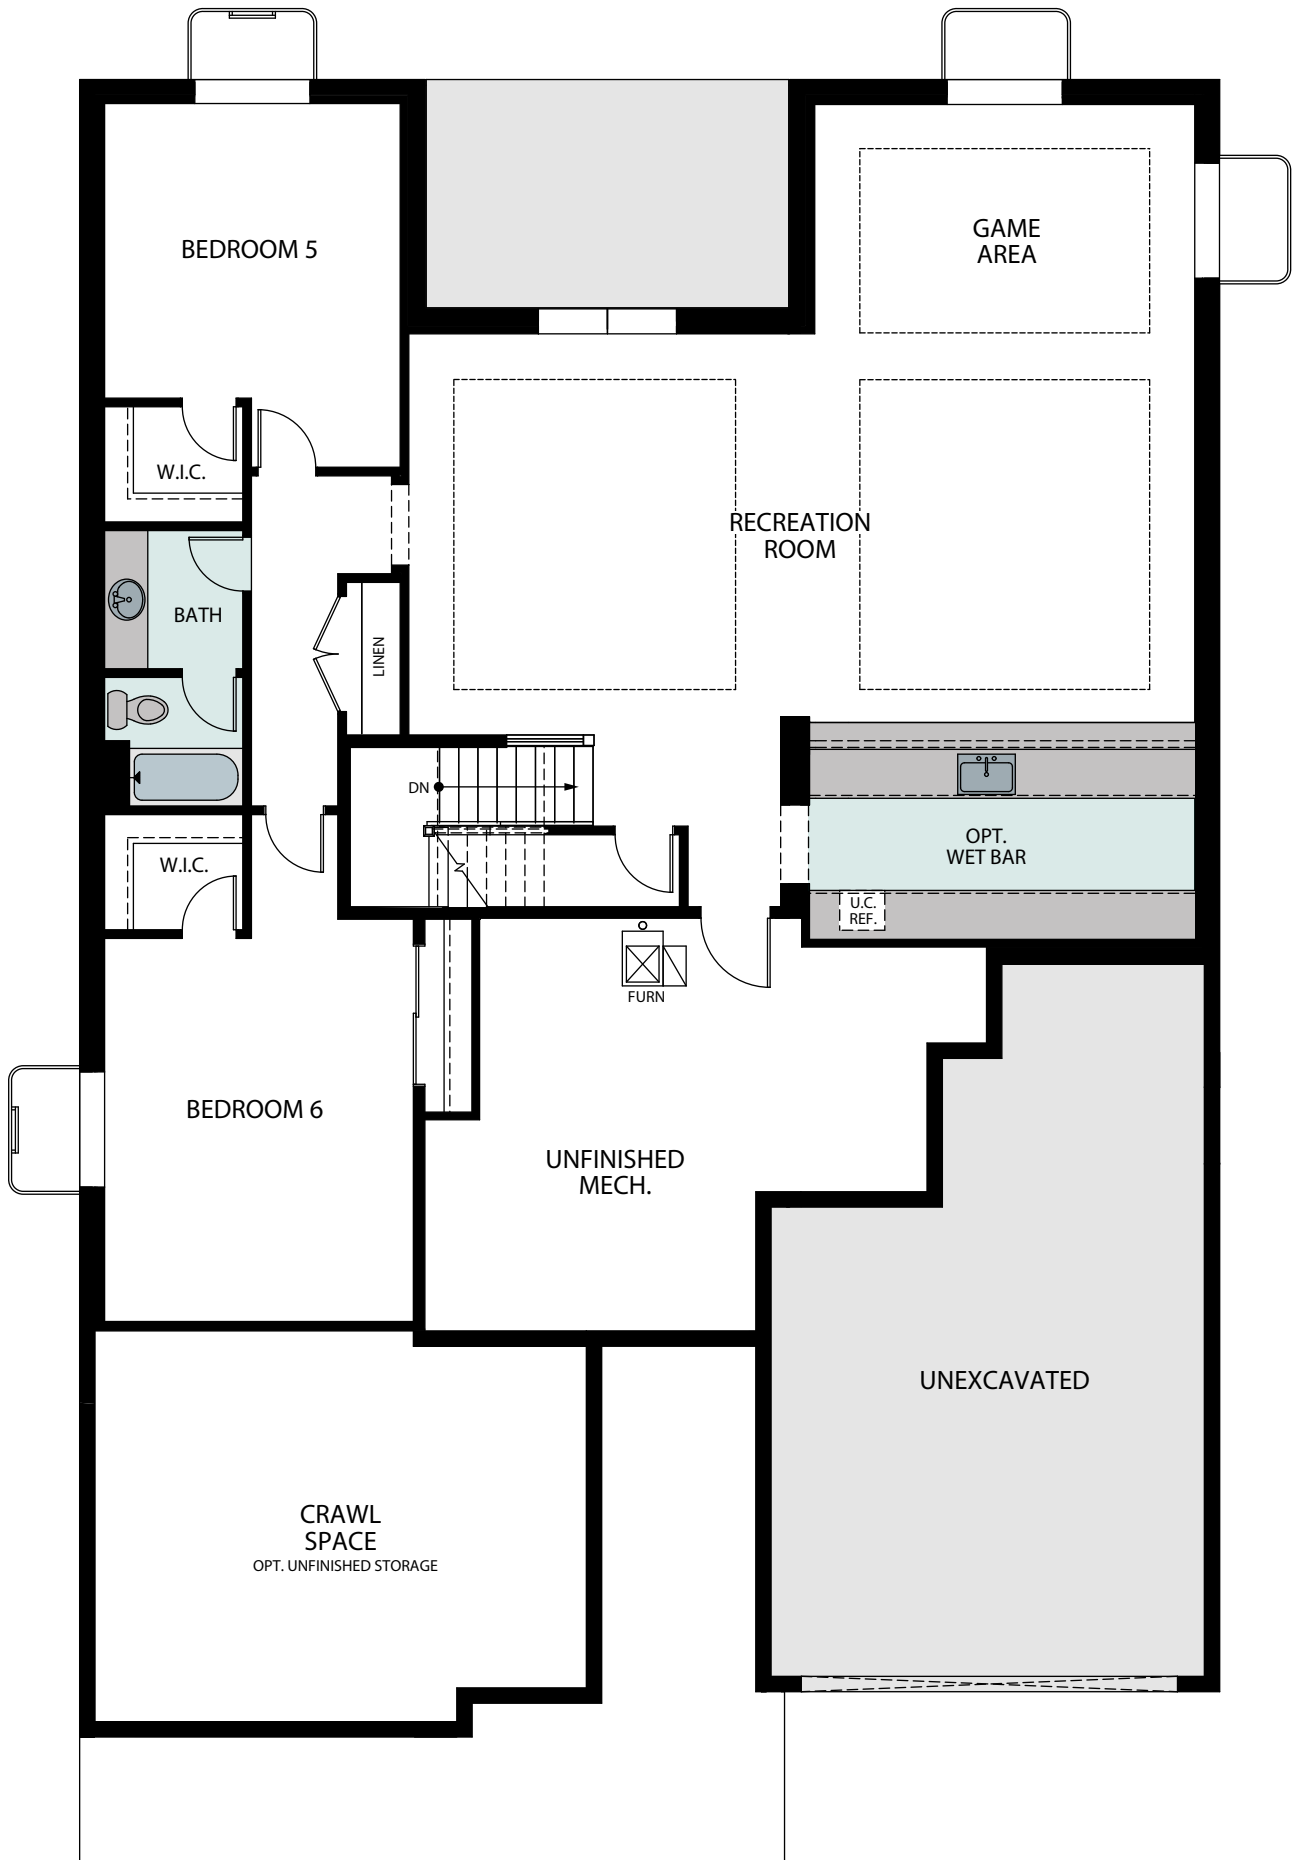 BEDROOM 5
GAME
AREA
W.I.C.
RECREATION
ROOM
BATH
LINEN
DN
OPT.
WET BAR
W.I.C.
U.C.
REF.
FURN
BEDROOM 6
UNFINISHED
MECH.
UNEXCAVATED
CRAWL
SPACE
OPT. UNFINISHED STORAGE